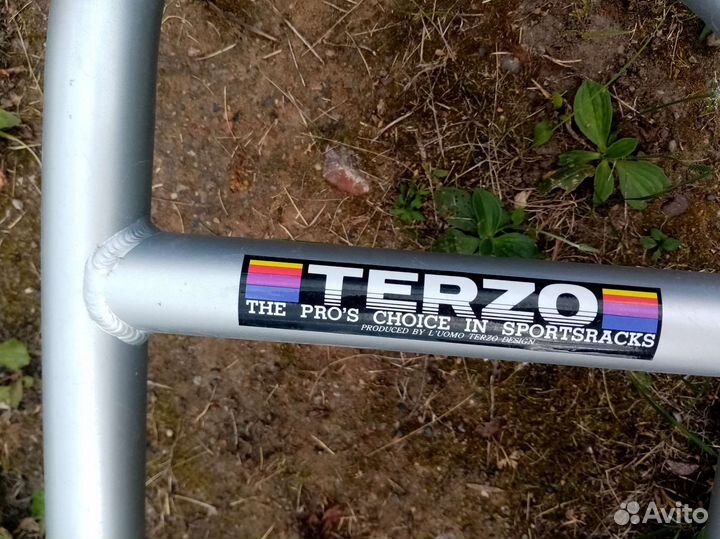 TERZO
THE PRO'S CHOICE IN SPORTSRACKS
PRODUCED BY L'UOMO TERZO DESIGN
Avito